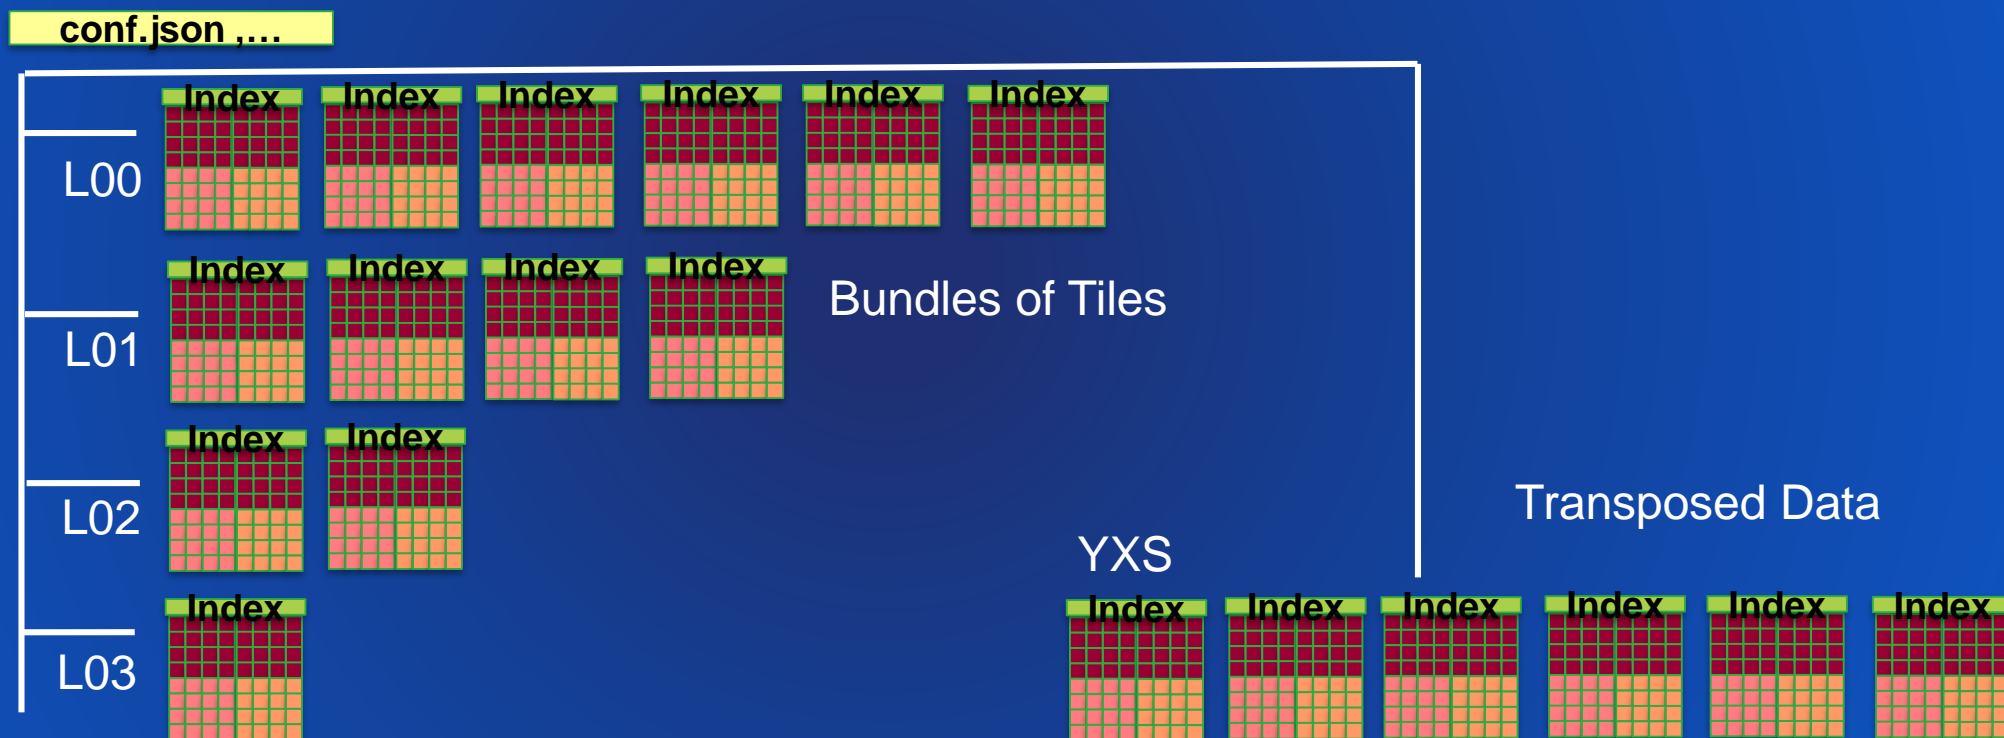 conf.json ,...
Index Index Index Index Index Index
L00
Index Index Index Index
Bundles of Tiles
L01
Index Index
L02
Transposed Data
YXS
Index
Index Index Index Index Index Index
L03